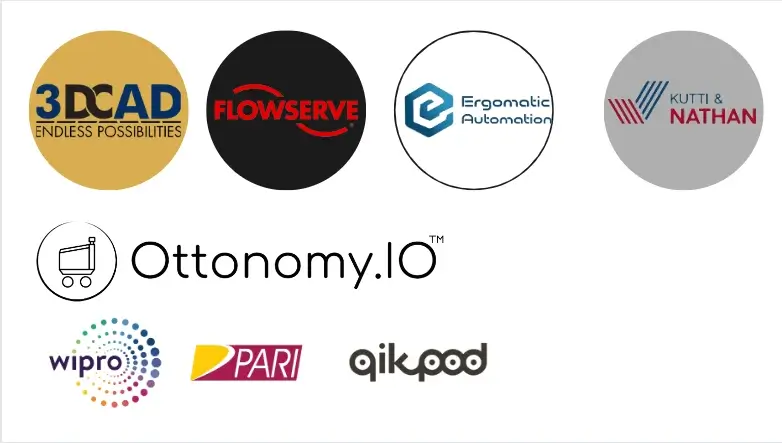 3DCAD
ENDLESS POSSIBILITIES
FLOWSERVE
®
Ergomatic
Automation
KUTTI &
NATHAN
Ottonomy.IO™
wipro
PARI
qikpod